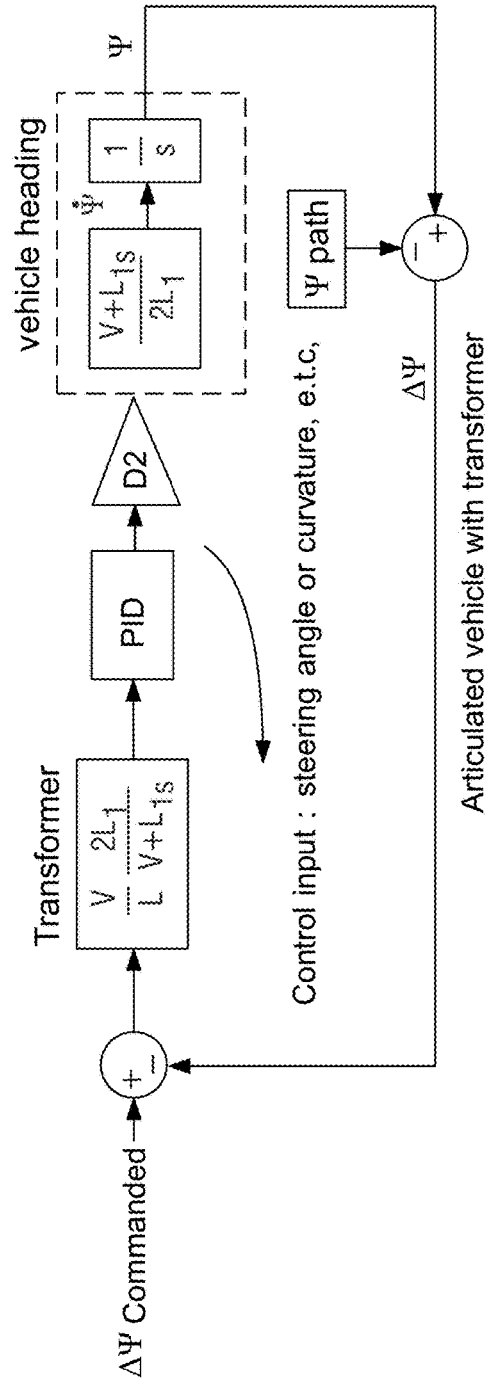 ΔΨ Commanded
+
−
Transformer
V 2L₁
L V+L₁s
PID
D2
vehicle heading
V+L₁s
2L₁
Ψ̇
1
s
Ψ
Control input : steering angle or curvature, e.t.c,
Ψ path
−
+
ΔΨ
Articulated vehicle with transformer